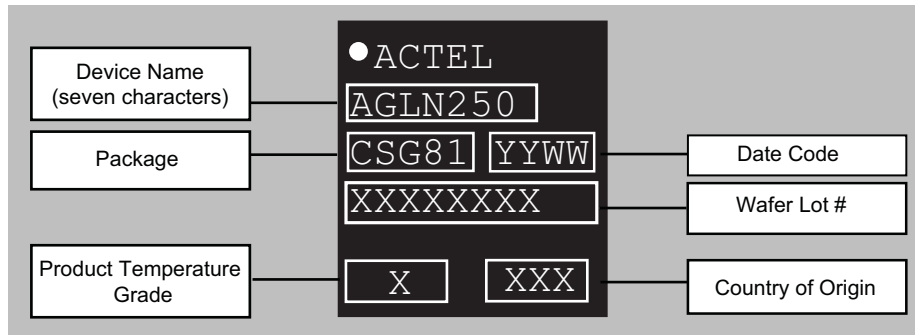 ACTEL
Device Name
(seven characters)
AGLN250
Package
CSG81 YYWW
Date Code
XXXXXXXX
Wafer Lot #
Product Temperature
Grade
X XXX
Country of Origin